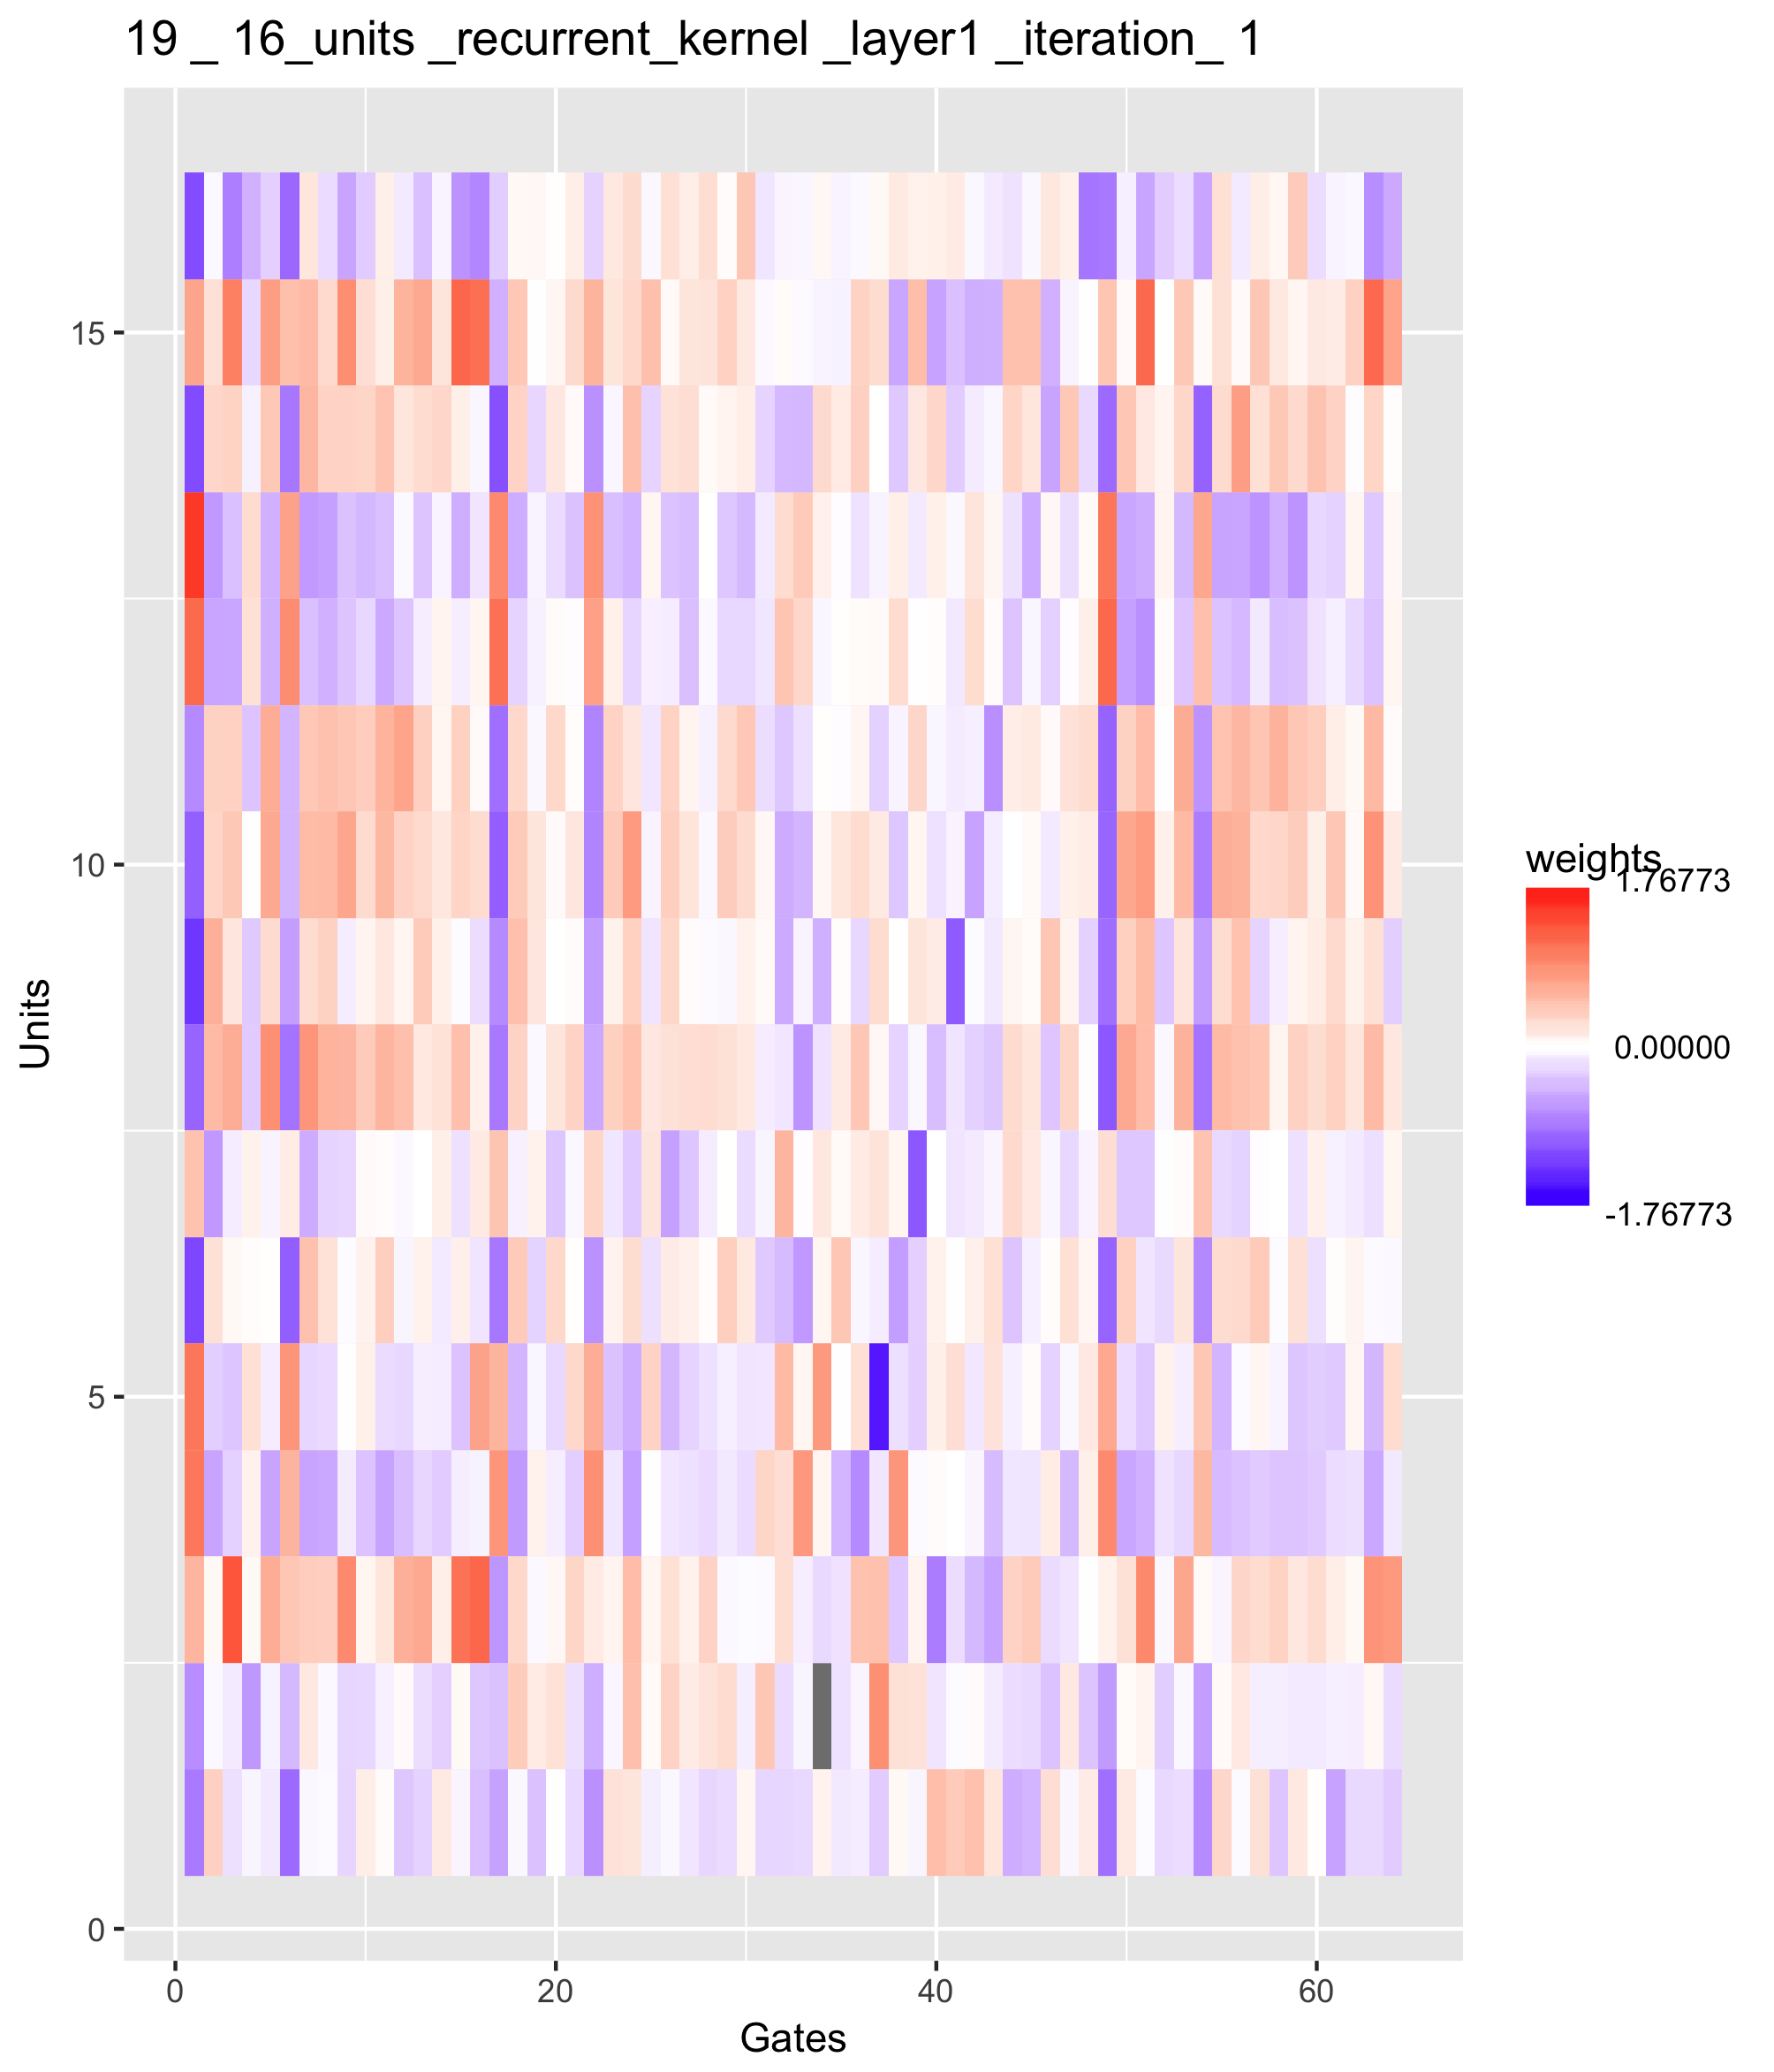 19 _ 16_units _recurrent_kernel _layer1 _iteration_ 1
15
10
5
0
Units
0
20
40
60
Gates
weights
1.76773
0.00000
-1.76773